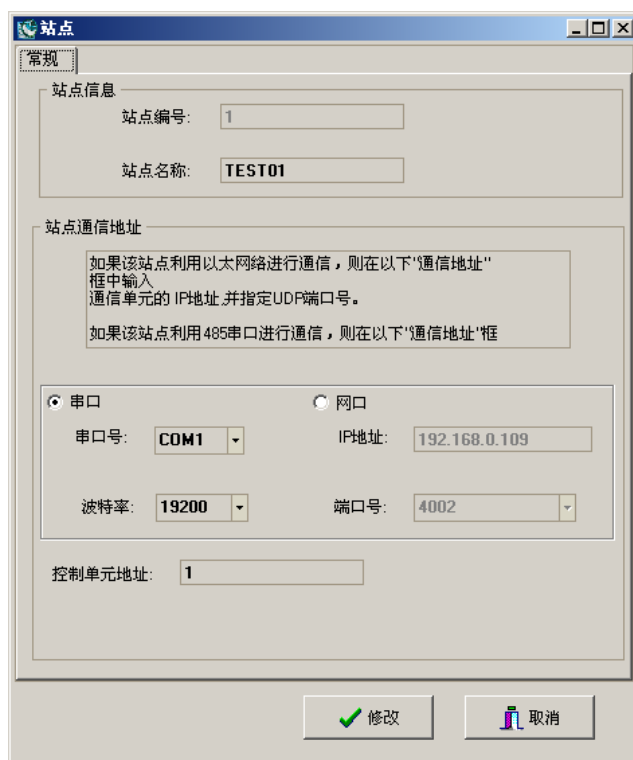 站点
常规
站点信息
站点编号: 1
站点名称: TEST01
站点通信地址
如果该站点利用以太网络进行通信，则在以下"通信地址"
框中输入
通信单元的 IP地址,并指定UDP端口号。
如果该站点利用485串口进行通信，则在以下"通信地址"框
串口 网口
串口号: COM1 IP地址: 192.168.0.109
波特率: 19200 端口号: 4002
控制单元地址: 1
修改 取消